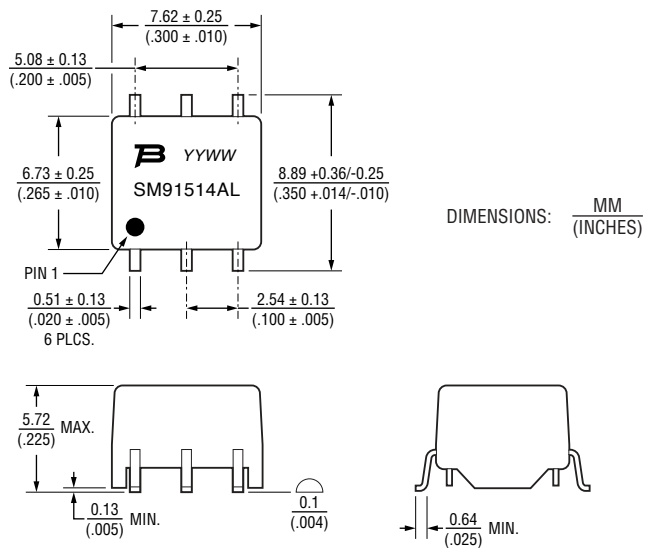 7.62 ± 0.25
(.300 ± .010)
5.08 ± 0.13
(.200 ± .005)
6.73 ± 0.25
(.265 ± .010)
B YYWW
SM91514AL
8.89 +0.36/-0.25
(.350 +.014/-.010)
DIMENSIONS: MM
(INCHES)
PIN 1
0.51 ± 0.13
(.020 ± .005)
6 PLCS.
2.54 ± 0.13
(.100 ± .005)
5.72
(.225) MAX.
0.13
(.005) MIN.
0.1
(.004)
0.64
(.025) MIN.